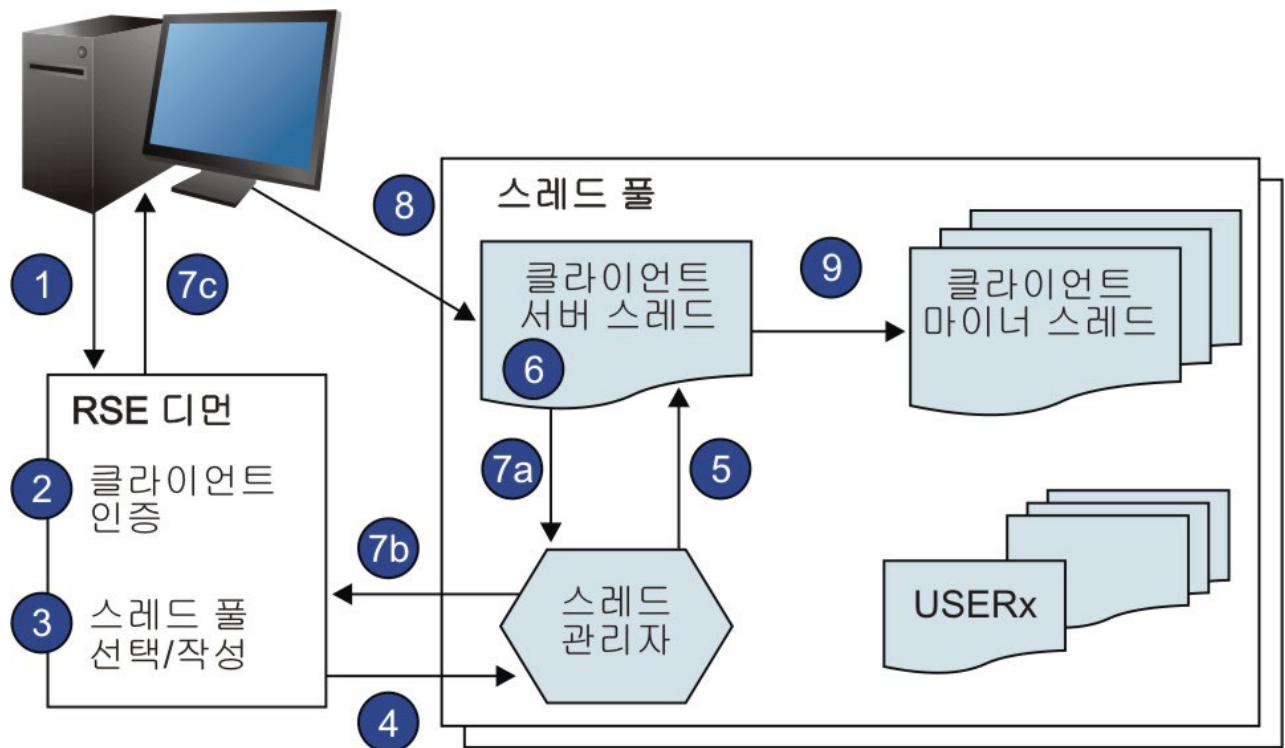 8
스레드 풀
1
7c
클라이언트
서버 스레드
9
클라이언트
마이너 스레드
6
RSE 디먼
2
클라이언트
인증
7a
5
7b
3
스레드 풀
선택/작성
스레드
관리자
USERx
4